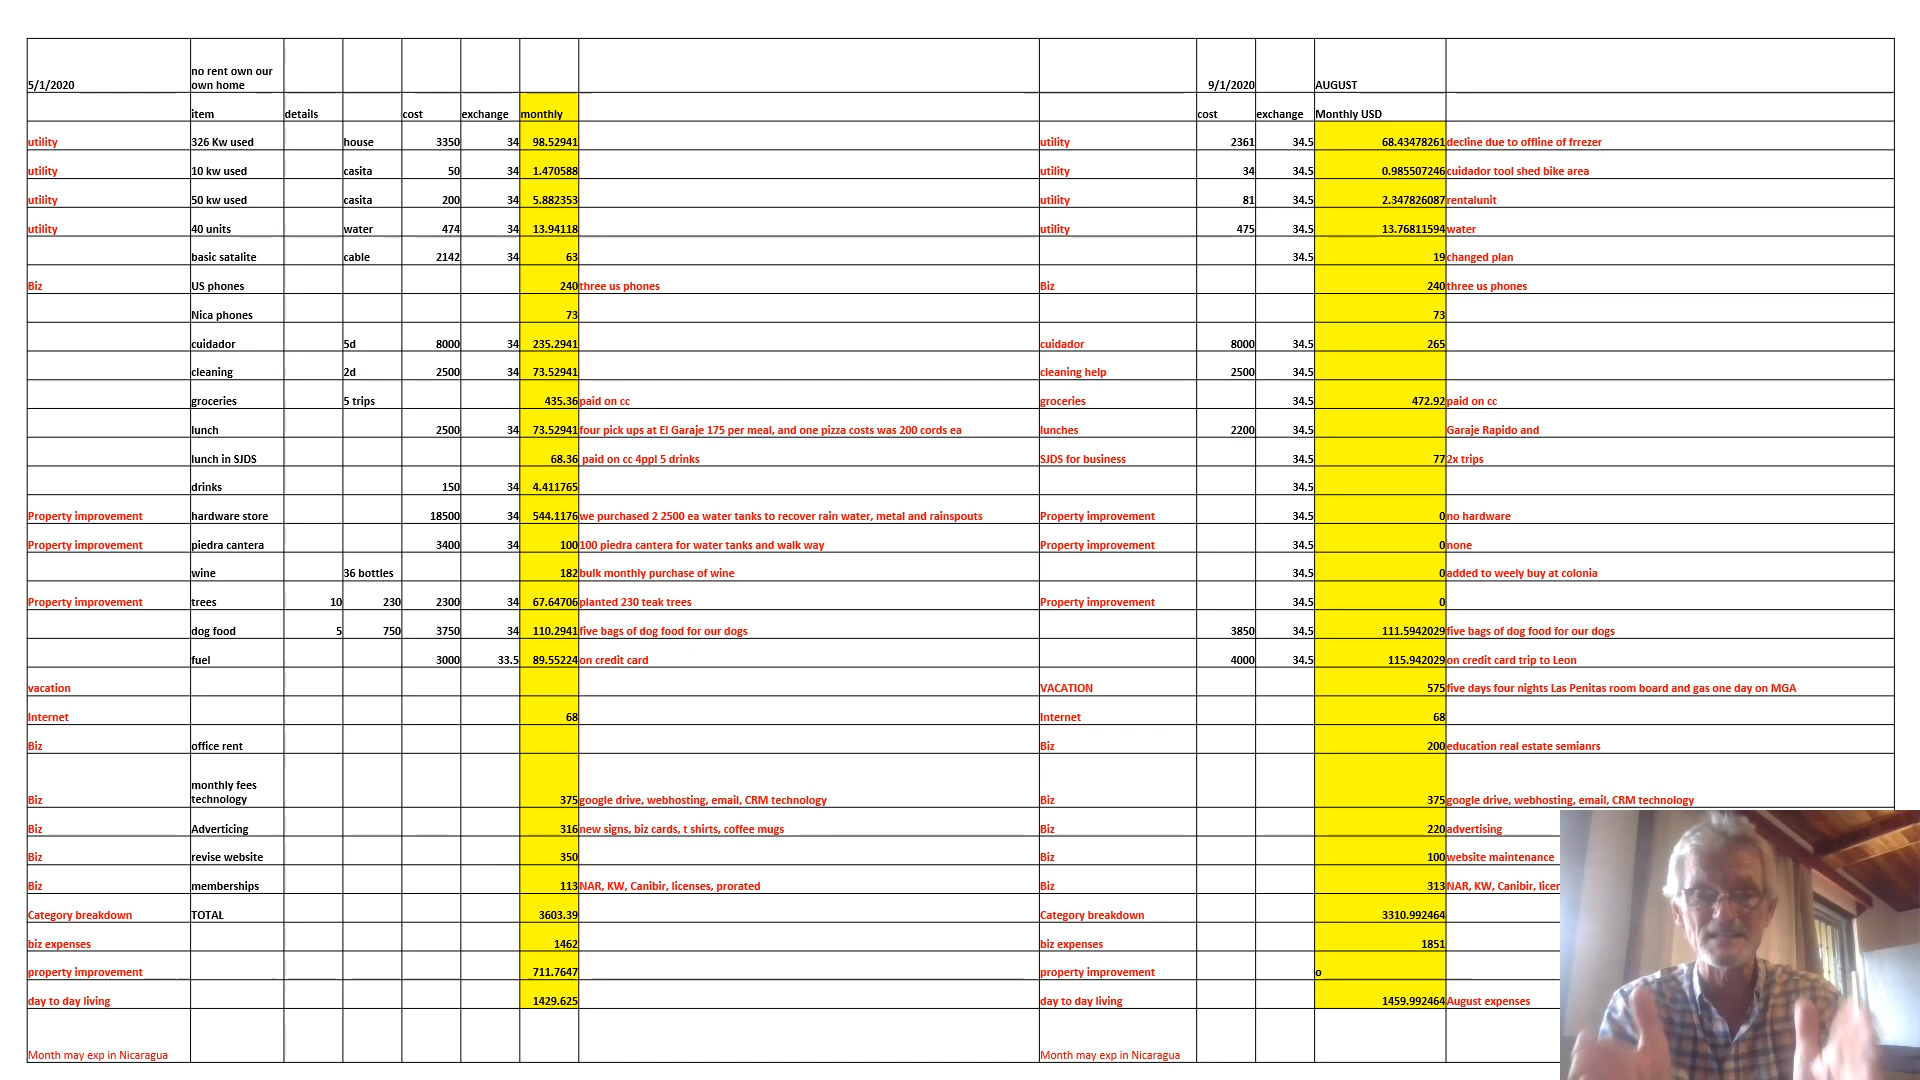 5/1/2020 no rent own our own home 9/1/2020 AUGUST
item details cost exchange monthly cost exchange Monthly USD
utility 326 Kw used house 3350 34 98.52941 utility 2361 34.5 68.43478261 decline due to offline of frrezer
utility 10 kw used casita 50 34 1.470588 utility 34 34.5 0.985507246 cuidador tool shed bike area
utility 50 kw used casita 200 34 5.882353 utility 81 34.5 2.347826087 rentalunit
utility 40 units water 474 34 13.94118 utility 475 34.5 13.76811594 water
basic satalite cable 2142 34 63 34.5 19 changed plan
Biz US phones 240 three us phones Biz 240 three us phones
Nica phones 73 73
cuidador 5d 8000 34 235.2941 cuidador 8000 34.5 265
cleaning 2d 2500 34 73.52941 cleaning help 2500 34.5
groceries 5 trips 435.36 paid on cc groceries 34.5 472.92 paid on cc
lunch 2500 34 73.52941 four pick ups at El Garaje 175 per meal, and one pizza costs was 200 cords ea lunches 2200 34.5 Garaje Rapido and
lunch in SJDS 68.36 paid on cc 4ppl 5 drinks SJDS for business 34.5 77 2x trips
drinks 150 34 4.411765 34.5
Property improvement hardware store 18500 34 544.1176 we purchased 2 2500 ea water tanks to recover rain water, metal and rainspouts Property improvement 34.5 0 no hardware
Property improvement piedra cantera 3400 34 100 100 piedra cantera for water tanks and walk way Property improvement 34.5 0 none
wine 36 bottles 182 bulk monthly purchase of wine 34.5 0 added to weely buy at colonia
Property improvement trees 10 230 2300 34 67.64706 planted 230 teak trees Property improvement 34.5 0
dog food 5 750 3750 34 110.2941 five bags of dog food for our dogs 3850 34.5 111.5942029 five bags of dog food for our dogs
fuel 3000 33.5 89.55224 on credit card 4000 34.5 115.942029 on credit card trip to Leon
vacation VACATION 575 five days four nights Las Penitas room board and gas one day on MGA
Internet 68 Internet 68
Biz office rent Biz 200 education real estate semianrs
Biz monthly fees technology 375 google drive, webhosting, email, CRM technology Biz 375 google drive, webhosting, email, CRM technology
Biz Adverticing 316 new signs, biz cards, t shirts, coffee mugs Biz 220 advertising
Biz revise website 350 Biz 100 website maintenance
Biz memberships 113 NAR, KW, Canibir, licenses, prorated Biz 313 NAR, KW, Canibir,
Category breakdown TOTAL 3603.39 Category breakdown 3310.992464
biz expenses 1462 biz expenses 1851
property improvement 711.7647 property improvement o
day to day living 1429.625 day to day living 1459.992464 August expenses
Month may exp in Nicaragua Month may exp in Nicaragua